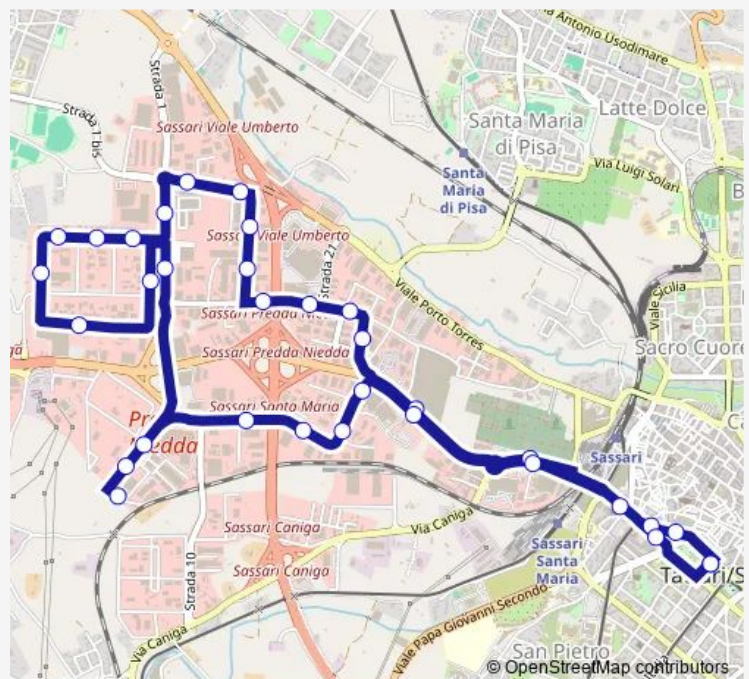 Via Antonio Usodimare
Latte Dolce
Strada 1
Sassari Viale Umberto
Strada 1 bis
Santa Maria
di Pisa
Via Luigi Solari
Santa
Maria
di Pisa
Viale Umberto
Strada 21
Viale Porto Torres
Viale Sicilia
Sassari Predda
Sassari Predda Niedda
Sacro Cuore
Sassari Santa Maria
Sassari
Sassari Caniga
Via Caniga
Sassari Caniga
Sassari
Santa
Maria
Strada 10
Via Caniga
Viale Papa Giovanni Secondo
San Pietro
© OpenStreetMap contributors